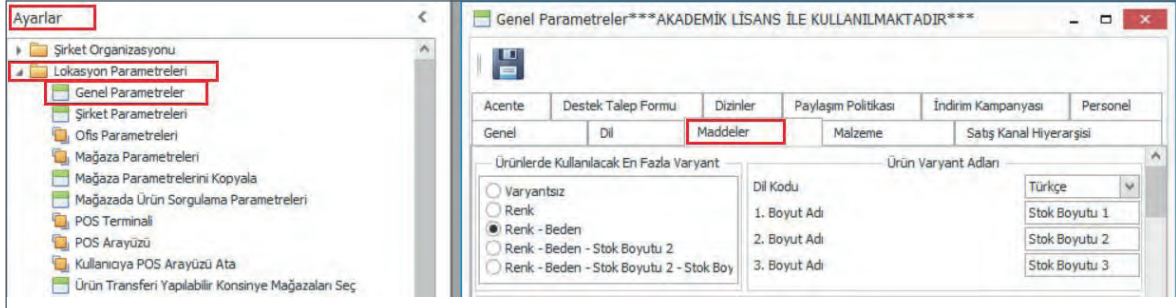 Ayarlar
Şirket Organizasyonu
Lokasyon Parametreleri
Genel Parametreler
Şirket Parametreleri
Ofis Parametreleri
Mağaza Parametreleri
Mağaza Parametrelerini Kopyala
Mağazada Ürün Sorgulama Parametreleri
POS Terminali
POS Arayüzü
Kullanıcıya POS Arayüzü Ata
Ürün Transferi Yapılabilir Konsinye Mağazaları Seç
Genel Parametreler***AKADEMİK LİSANS İLE KULLANILMAKTADIR***
Acente Destek Talep Formu Dizinler Paylaşım Politikası İndirim Kampanyası Personel
Genel Dil Maddeler Malzeme Satış Kanal Hiyerarşisi
Ürünlerde Kullanılacak En Fazla Varyant
Varyantsız
Renk
Renk - Beden
Renk - Beden - Stok Boyutu 2
Renk - Beden - Stok Boyutu 2 - Stok Boy
Ürün Varyant Adları
Dil Kodu Türkçe
1. Boyut Adı Stok Boyutu 1
2. Boyut Adı Stok Boyutu 2
3. Boyut Adı Stok Boyutu 3